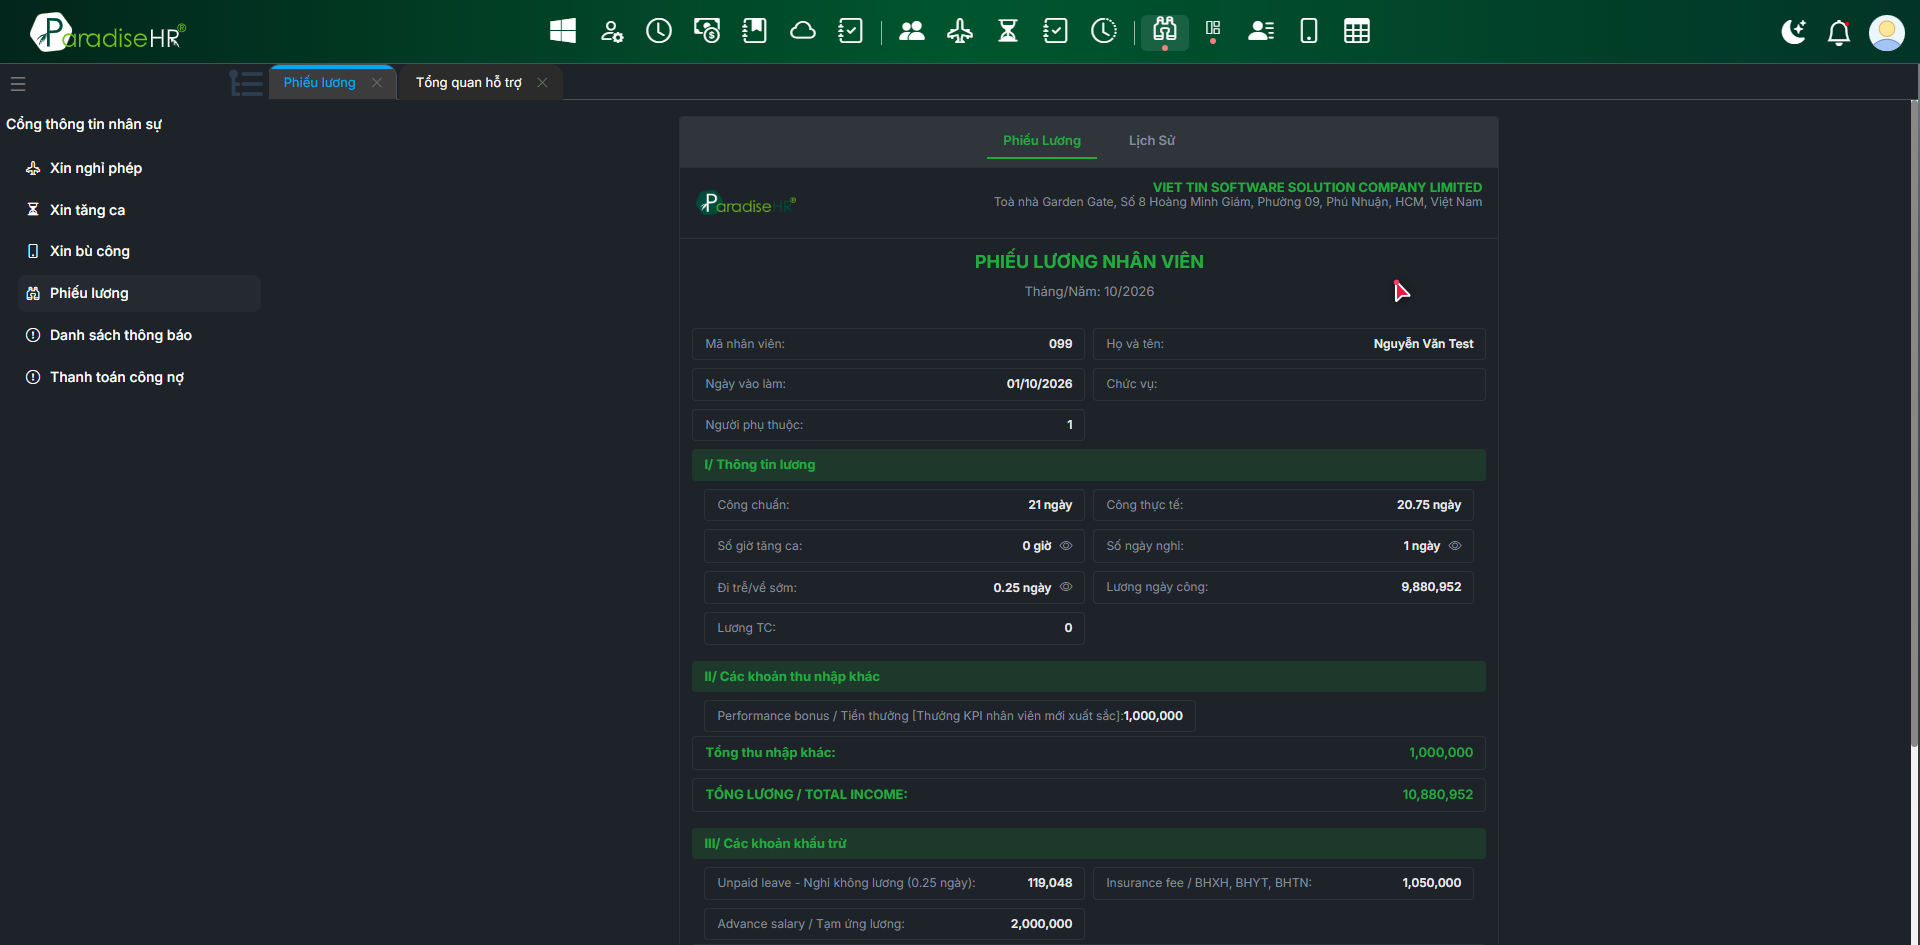 ParadiseHR®
Phiếu lương
Tổng quan hỗ trợ
Cổng thông tin nhân sự
Xin nghỉ phép
Xin tăng ca
Xin bù công
Phiếu lương
Danh sách thông báo
Thanh toán công nợ
Phiếu Lương
Lịch Sử
ParadiseHR®
VIET TIN SOFTWARE SOLUTION COMPANY LIMITED
Toà nhà Garden Gate, Số 8 Hoàng Minh Giám, Phường 09, Phú Nhuận, HCM, Việt Nam
PHIẾU LƯƠNG NHÂN VIÊN
Tháng/Năm: 10/2026
Mã nhân viên: 099
Họ và tên: Nguyễn Văn Test
Ngày vào làm: 01/10/2026
Chức vụ:
Người phụ thuộc: 1
I/ Thông tin lương
Công chuẩn: 21 ngày
Công thực tế: 20.75 ngày
Số giờ tăng ca: 0 giờ
Số ngày nghỉ: 1 ngày
Đi trễ/về sớm: 0.25 ngày
Lương ngày công: 9,880,952
Lương TC: 0
II/ Các khoản thu nhập khác
Performance bonus / Tiền thưởng [Thưởng KPI nhân viên mới xuất sắc]:1,000,000
Tổng thu nhập khác: 1,000,000
TỔNG LƯƠNG / TOTAL INCOME: 10,880,952
III/ Các khoản khấu trừ
Unpaid leave - Nghỉ không lương (0.25 ngày): 119,048
Insurance fee / BHXH, BHYT, BHTN: 1,050,000
Advance salary / Tạm ứng lương: 2,000,000